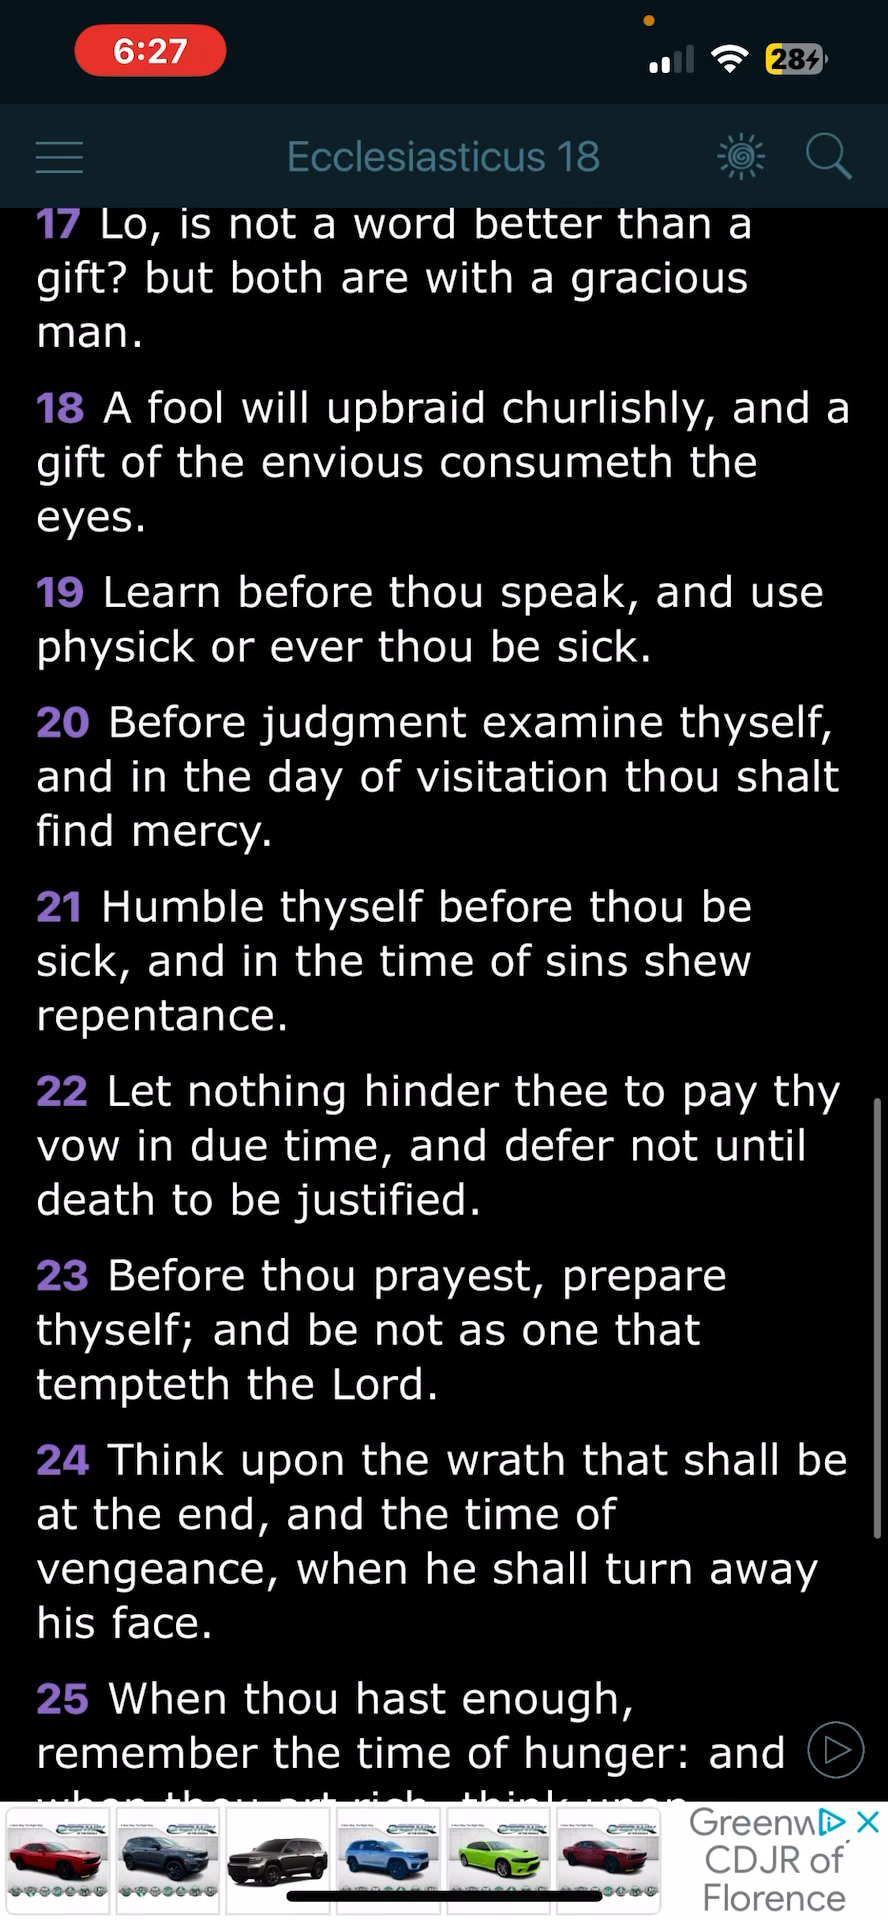 6:27
28
Ecclesiasticus 18
17 Lo, is not a word better than a
gift? but both are with a gracious
man.
18 A fool will upbraid churlishly, and a
gift of the envious consumeth the
eyes.
19 Learn before thou speak, and use
physick or ever thou be sick.
20 Before judgment examine thyself,
and in the day of visitation thou shalt
find mercy.
21 Humble thyself before thou be
sick, and in the time of sins shew
repentance.
22 Let nothing hinder thee to pay thy
vow in due time, and defer not until
death to be justified.
23 Before thou prayest, prepare
thyself; and be not as one that
tempteth the Lord.
24 Think upon the wrath that shall be
at the end, and the time of
vengeance, when he shall turn away
his face.
25 When thou hast enough,
remember the time of hunger: and
when thou art rich, think upon
Greenw
CDJR of
Florence